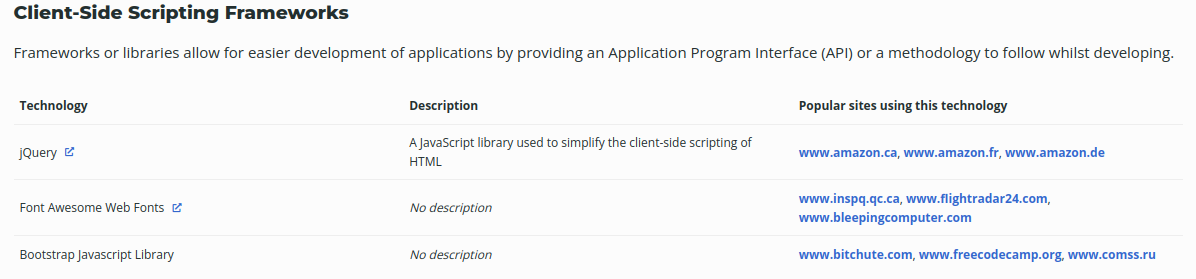 Client-Side Scripting Frameworks
Frameworks or libraries allow for easier development of applications by providing an Application Program Interface (API) or a methodology to follow whilst developing.
Technology Description Popular sites using this technology
jQuery A JavaScript library used to simplify the client-side scripting of
HTML www.amazon.ca, www.amazon.fr, www.amazon.de
Font Awesome Web Fonts No description www.inspq.qc.ca, www.flightradar24.com,
www.bleepingcomputer.com
Bootstrap Javascript Library No description www.bitchute.com, www.freecodecamp.org, www.comss.ru